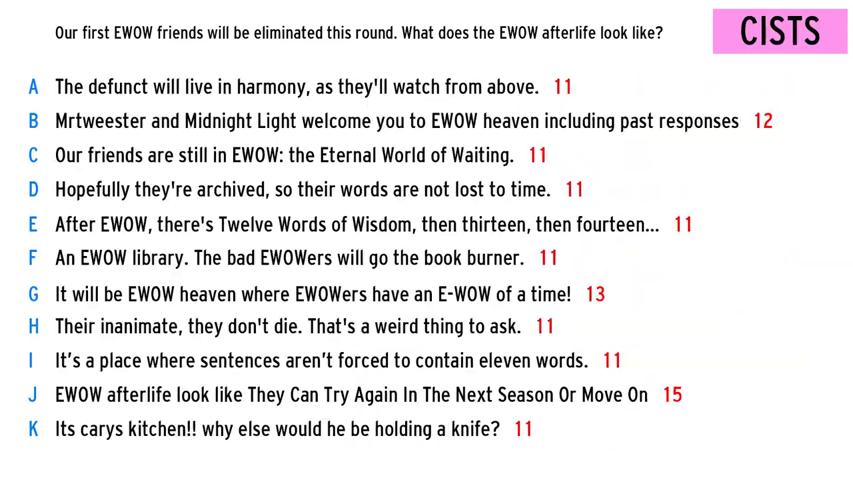 Our first EWOW friends will be eliminated this round. What does the EWOW afterlife look like?
CISTS
A The defunct will live in harmony, as they'll watch from above. 11
B Mrtweester and Midnight Light welcome you to EWOW heaven including past responses 12
C Our friends are still in EWOW: the Eternal World of Waiting. 11
D Hopefully they're archived, so their words are not lost to time. 11
E After EWOW, there's Twelve Words of Wisdom, then thirteen, then fourteen... 11
F An EWOW library. The bad EWOWers will go the book burner. 11
G It will be EWOW heaven where EWOWers have an E-WOW of a time! 13
H Their inanimate, they don't die. That's a weird thing to ask. 11
I It’s a place where sentences aren’t forced to contain eleven words. 11
J EWOW afterlife look like They Can Try Again In The Next Season Or Move On 15
K Its carys kitchen!! why else would he be holding a knife? 11